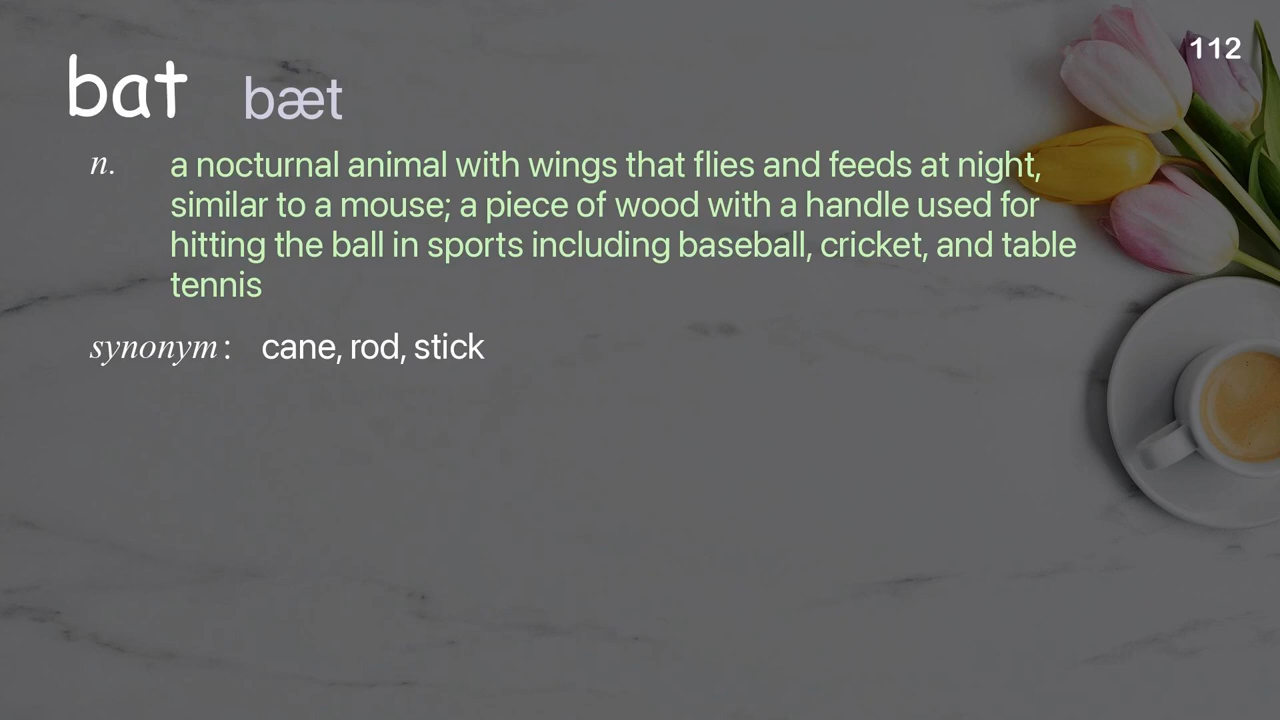 112
bat bæt
n. a nocturnal animal with wings that flies and feeds at night,
similar to a mouse; a piece of wood with a handle used for
hitting the ball in sports including baseball, cricket, and table
tennis
synonym: cane, rod, stick